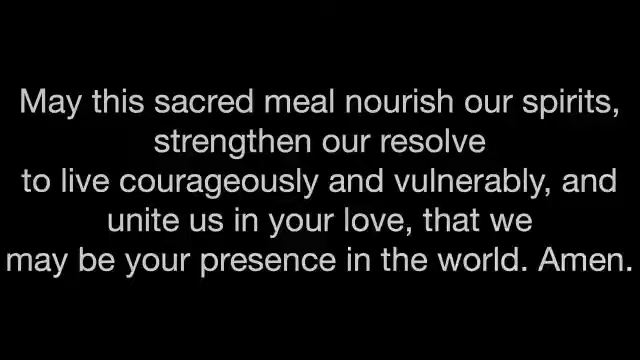 May this sacred meal nourish our spirits,
strengthen our resolve
to live courageously and vulnerably, and
unite us in your love, that we
may be your presence in the world. Amen.